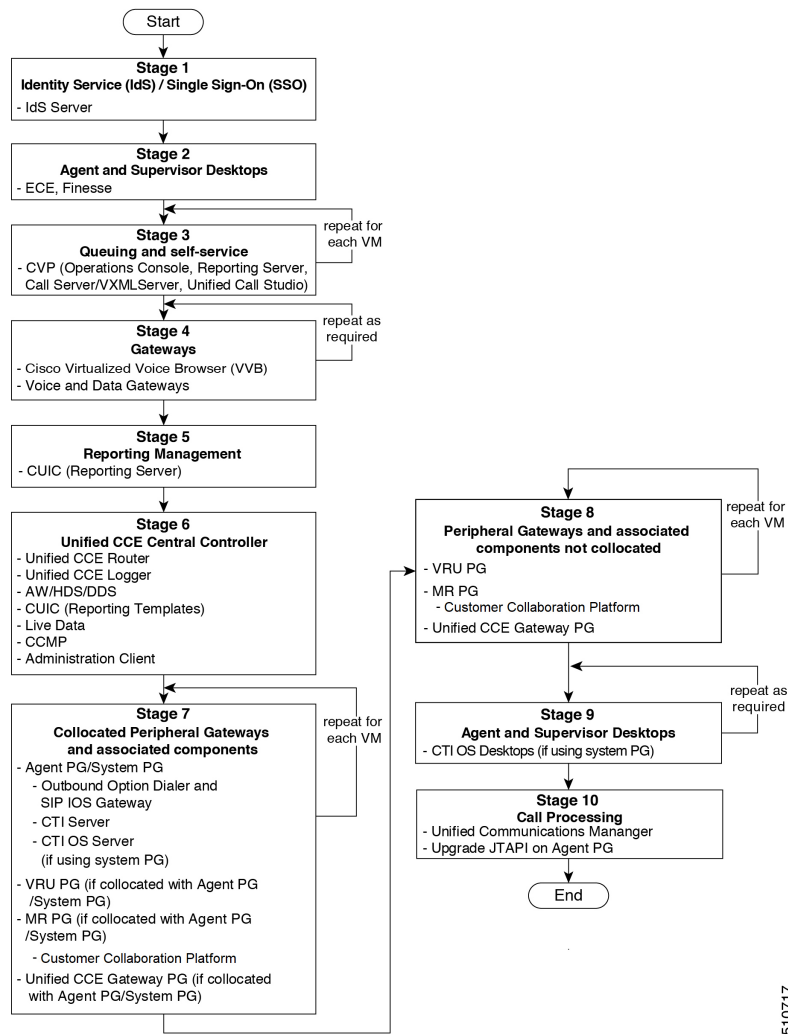 Start
Stage 1
Identity Service (IdS) / Single Sign-On (SSO)
- IdS Server
Stage 2
Agent and Supervisor Desktops
- ECE, Finesse
repeat for
each VM
Stage 3
Queuing and self-service
- CVP (Operations Console, Reporting Server,
Call Server/VXMLServer, Unified Call Studio)
repeat as
required
Stage 4
Gateways
- Cisco Virtualized Voice Browser (VVB)
- Voice and Data Gateways
Stage 5
Reporting Management
- CUIC (Reporting Server)
Stage 6
Unified CCE Central Controller
- Unified CCE Router
- Unified CCE Logger
- AW/HDS/DDS
- CUIC (Reporting Templates)
- Live Data
- CCMP
- Administration Client
Stage 7
Collocated Peripheral Gateways
and associated components
- Agent PG/System PG
- Outbound Option Dialer and
SIP IOS Gateway
- CTI Server
- CTI OS Server
(if using system PG)
- VRU PG (if collocated with Agent PG
/System PG)
- MR PG (if collocated with Agent PG
/System PG)
- Customer Collaboration Platform
- Unified CCE Gateway PG (if collocated
with Agent PG/System PG)
repeat for
each VM
Stage 8
Peripheral Gateways and associated
components not collocated
- VRU PG
- MR PG
- Customer Collaboration Platform
- Unified CCE Gateway PG
repeat for
each VM
Stage 9
Agent and Supervisor Desktops
- CTI OS Desktops (if using system PG)
repeat as
required
Stage 10
Call Processing
- Unified Communications Mananger
- Upgrade JTAPI on Agent PG
End
510717